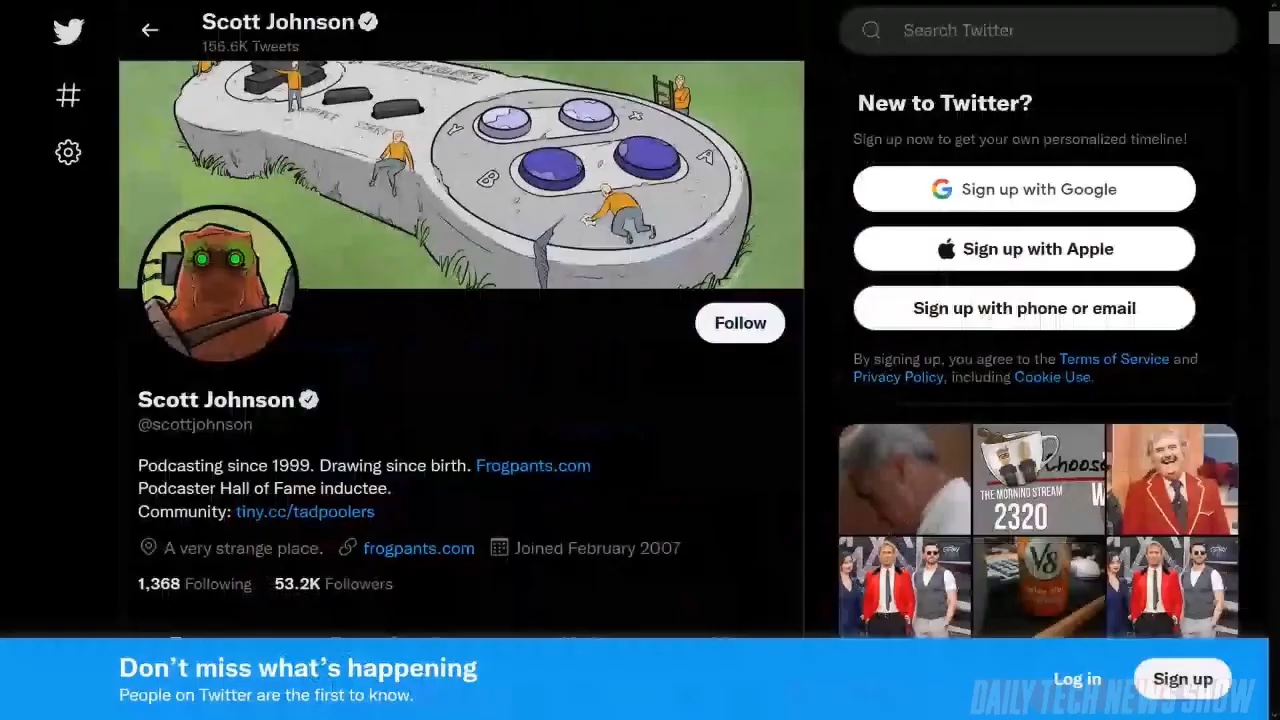 Scott Johnson
156.6K Tweets
Search Twitter
New to Twitter?
Sign up now to get your own personalized timeline!
Sign up with Google
Sign up with Apple
Sign up with phone or email
By signing up, you agree to the Terms of Service and
Privacy Policy, including Cookie Use.
START
Y
X
B
A
Follow
Scott Johnson
@scottjohnson
Podcasting since 1999. Drawing since birth. Frogpants.com
Podcaster Hall of Fame inductee.
Community: tiny.cc/tadpoolers
A very strange place.
frogpants.com
Joined February 2007
1,368 Following
53.2K Followers
Choose
THE MORNING STREAM
2320
V8
Don't miss what's happening
People on Twitter are the first to know.
Log in
Sign up
DAILY TECH NEWS SHOW